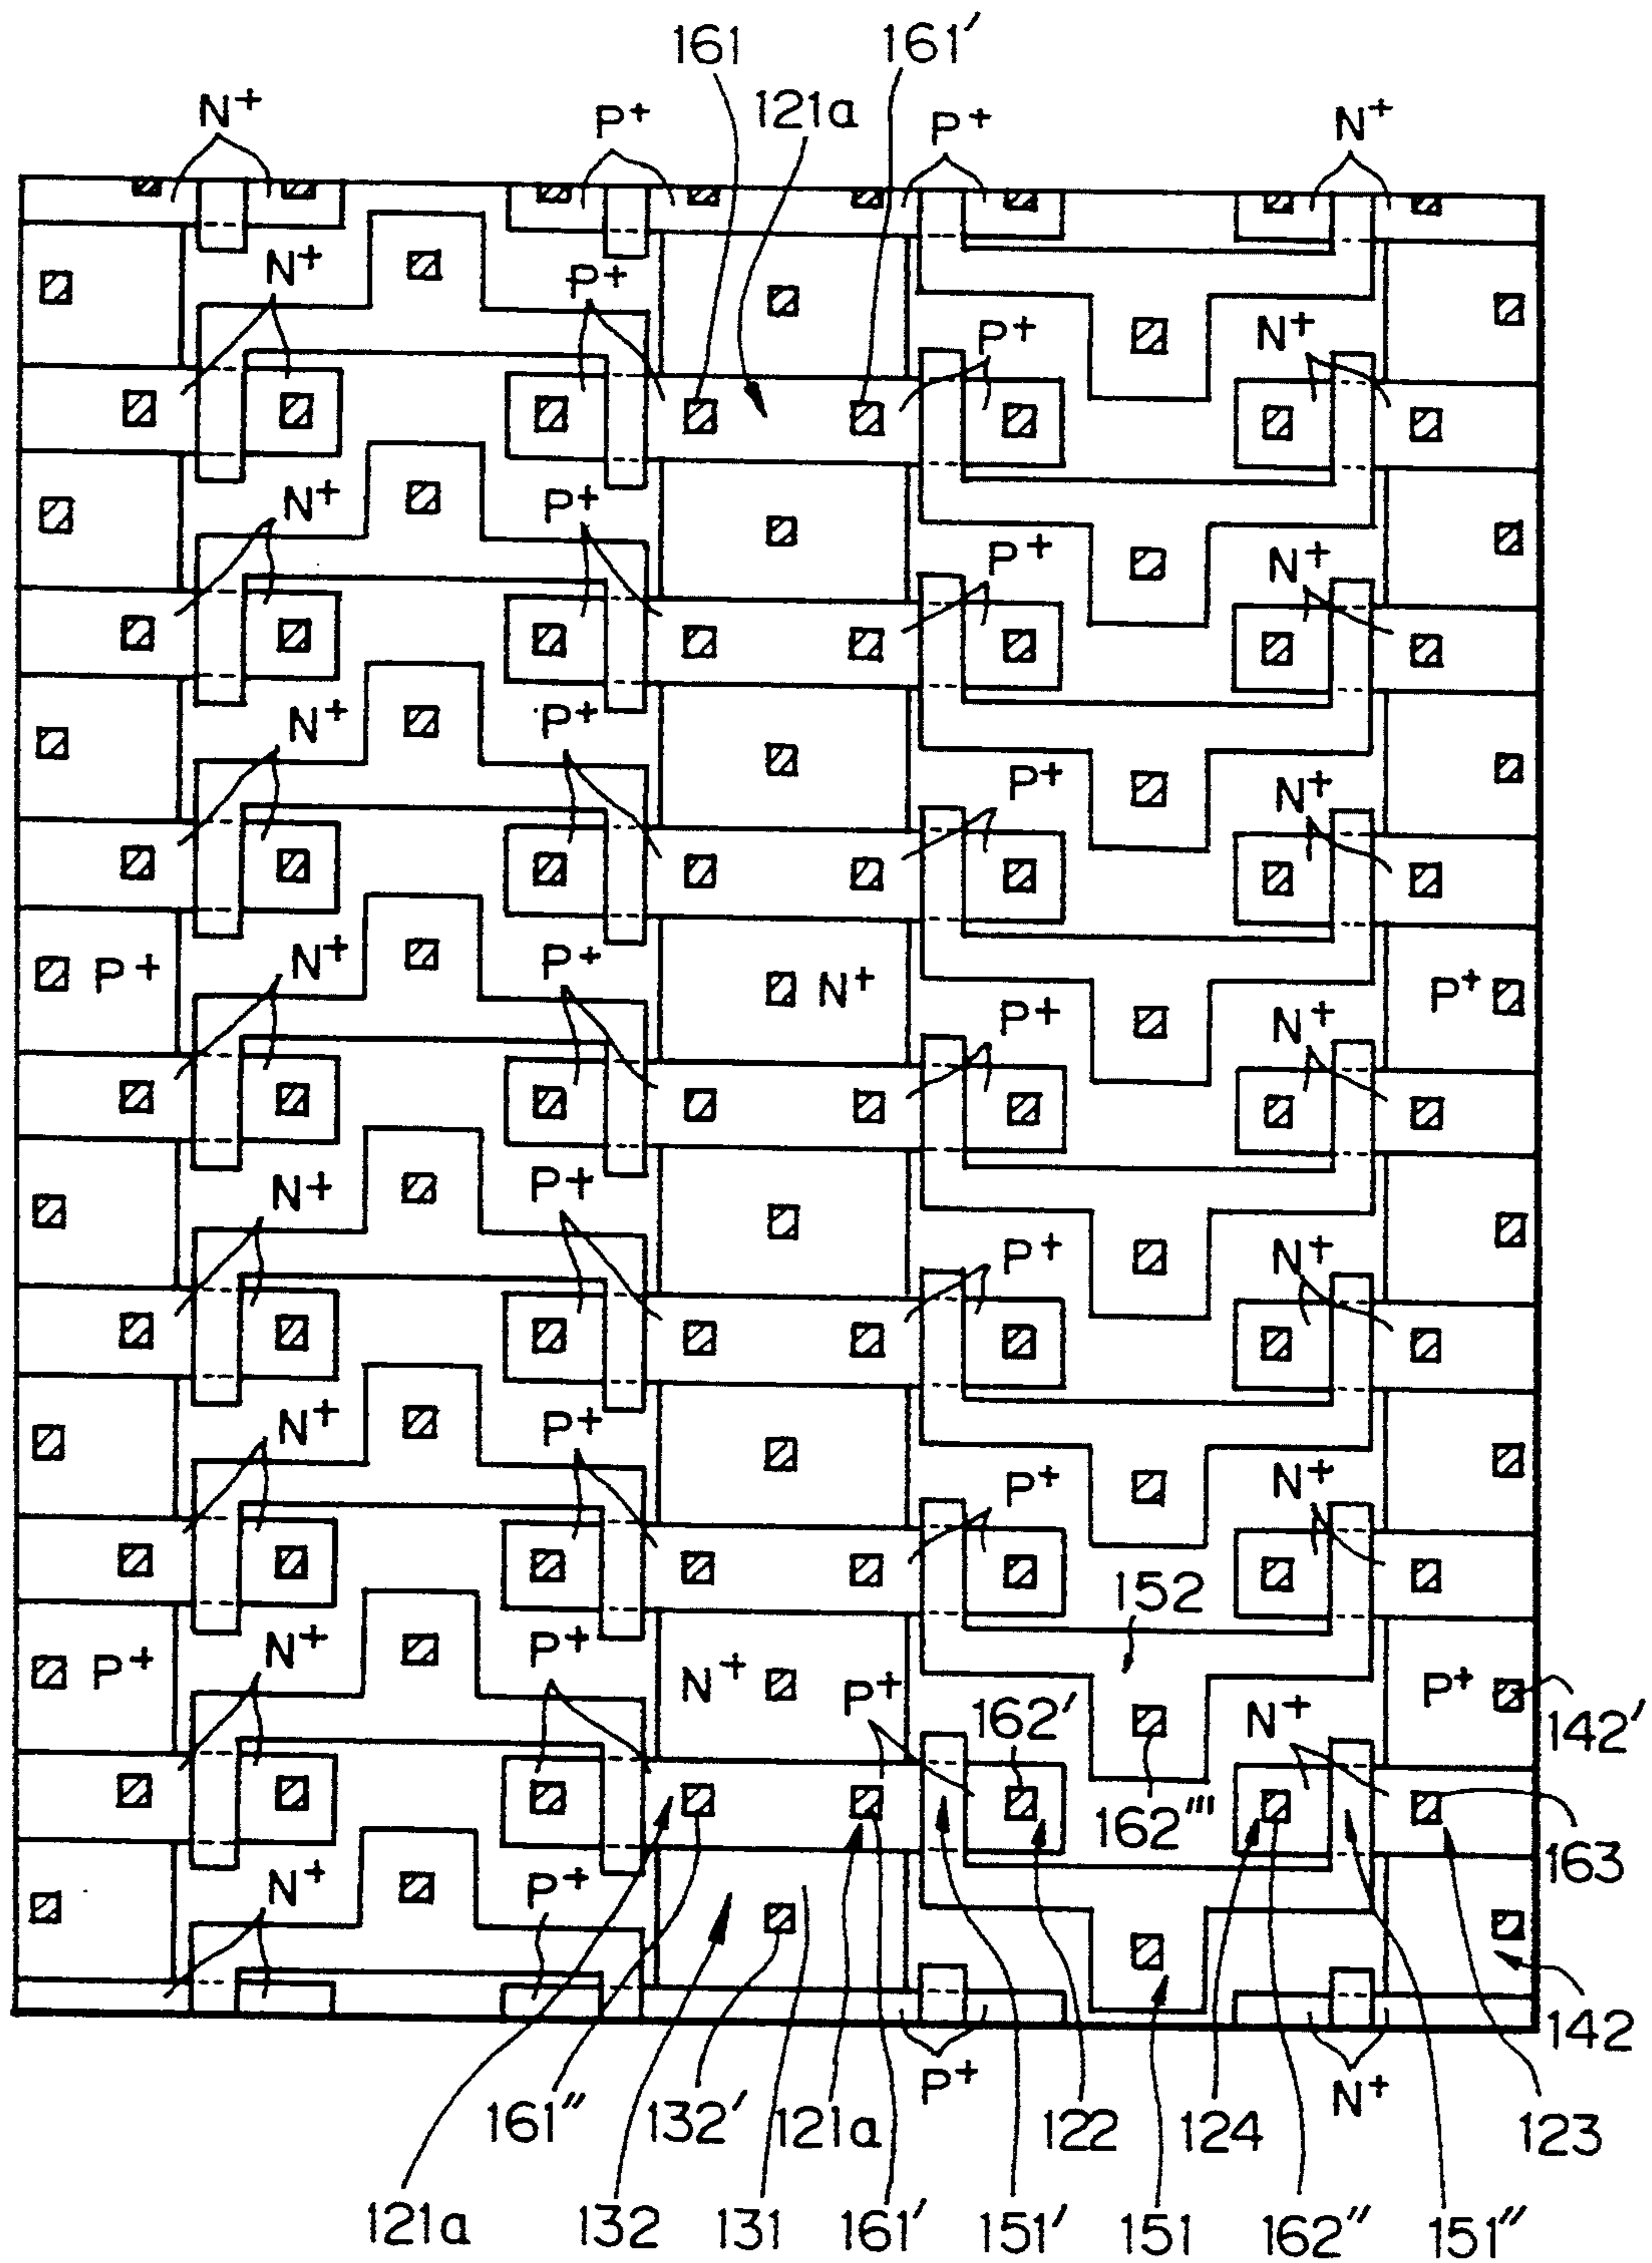 161 161′
121a
N+ P+ P+ N+
N+ P+
P+ N+
N+ P+
P+ N+
N+ P+
P+ N+
P+ N+ P+ N+ P+
P+ N+
N+ P+
P+ N+
N+ P+
P+ N+
152
P+ N+ P+ N+ P+ P+
162′ N+ 142′
162‴
163
N+ P+
142
P+ N+
161″ 132′ 121a 122 124 123
121a 132 131 161′ 151′ 151 162″ 151″